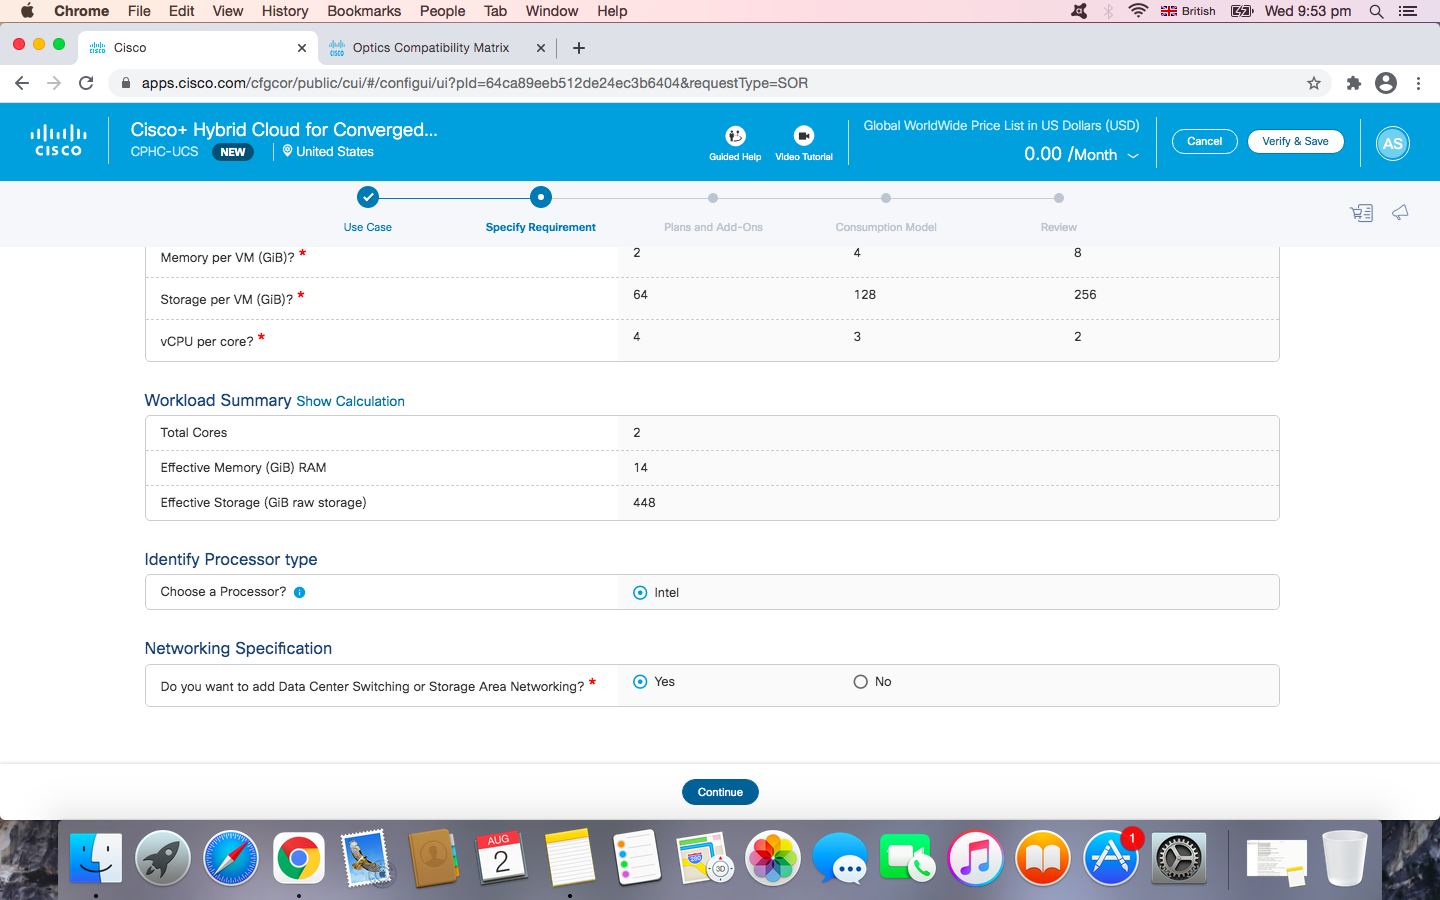 Chrome File Edit View History Bookmarks People Tab Window Help British Wed 9:53 pm
Cisco Optics Compatibility Matrix
apps.cisco.com/cfgcor/public/cui/#/configui/ui?pId=64ca89eeb512de24ec3b6404&requestType=SOR
CISCO
Cisco+ Hybrid Cloud for Converged...
CPHC-UCS NEW United States
Guided Help Video Tutorial
Global WorldWide Price List in US Dollars (USD)
0.00 /Month
Cancel Verify & Save AS
Use Case Specify Requirement Plans and Add-Ons Consumption Model Review
Memory per VM (GiB)? * 2 4 8
Storage per VM (GiB)? * 64 128 256
vCPU per core? * 4 3 2
Workload Summary Show Calculation
Total Cores 2
Effective Memory (GiB) RAM 14
Effective Storage (GiB raw storage) 448
Identify Processor type
Choose a Processor? i Intel
Networking Specification
Do you want to add Data Center Switching or Storage Area Networking? * Yes No
Continue
AUG
2
280
3D
1